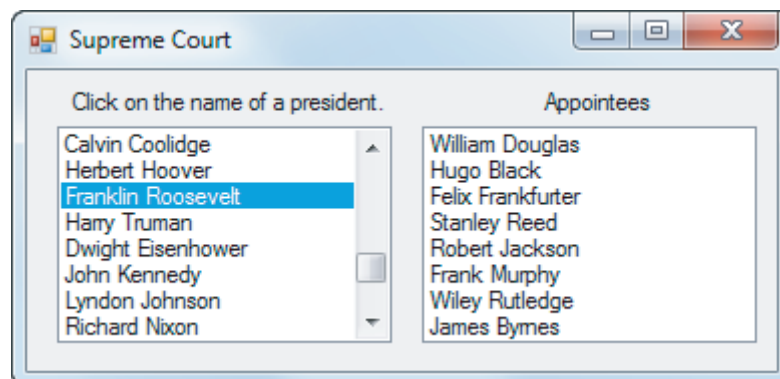 Supreme Court
Click on the name of a president.
Calvin Coolidge
Herbert Hoover
Franklin Roosevelt
Harry Truman
Dwight Eisenhower
John Kennedy
Lyndon Johnson
Richard Nixon
Appointees
William Douglas
Hugo Black
Felix Frankfurter
Stanley Reed
Robert Jackson
Frank Murphy
Wiley Rutledge
James Byrnes